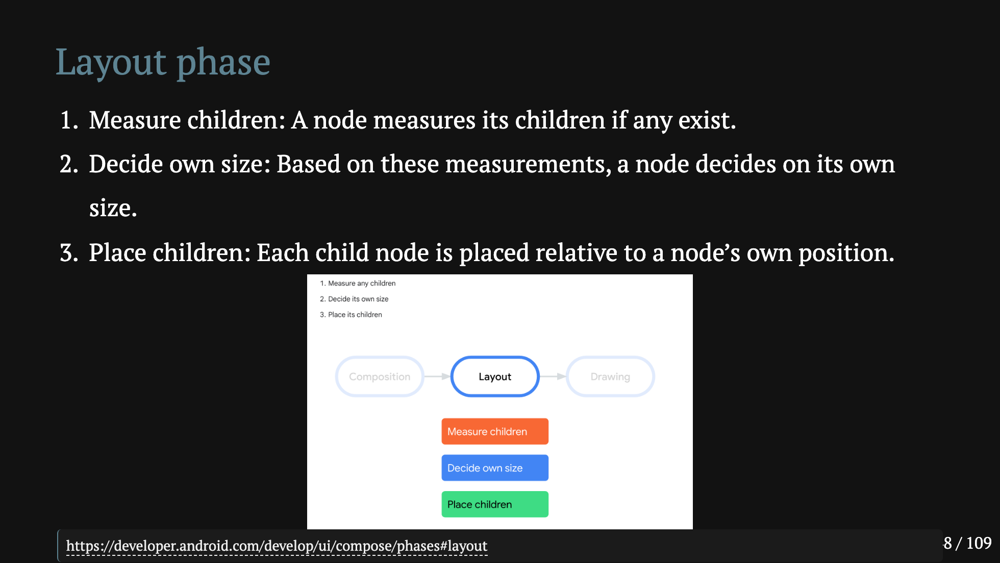 Layout phase
1. Measure children: A node measures its children if any exist.
2. Decide own size: Based on these measurements, a node decides on its own
size.
3. Place children: Each child node is placed relative to a node’s own position.
1. Measure any children
2. Decide its own size
3. Place its children
Composition
Layout
Drawing
Measure children
Decide own size
Place children
https://developer.android.com/develop/ui/compose/phases#layout
8 / 109